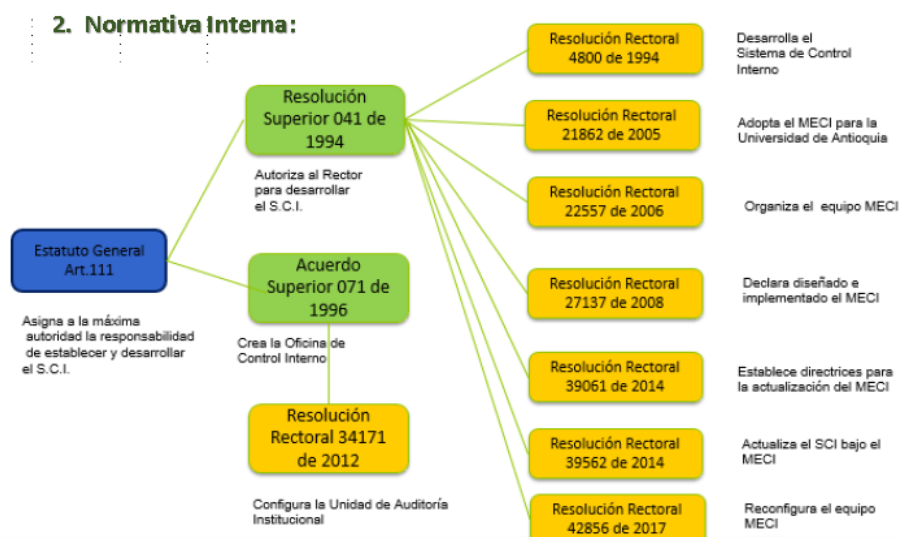 2. Normativa Interna:
Estatuto General
Art.111
Asigna a la máxima
autoridad la responsabilidad
de establecer y desarrollar
el S.C.I.
Resolución
Superior 041 de
1994
Autoriza al Rector
para desarrollar
el S.C.I.
Acuerdo
Superior 071 de
1996
Crea la Oficina de
Control Interno
Resolución
Rectoral 34171
de 2012
Configura la Unidad de Auditoría
Institucional
Resolución Rectoral
4800 de 1994
Desarrolla el
Sistema de Control
Interno
Resolución Rectoral
21862 de 2005
Adopta el MECI para la
Universidad de Antioquia
Resolución Rectoral
22557 de 2006
Organiza el equipo MECI
Resolución Rectoral
27137 de 2008
Declara diseñado e
implementado el MECI
Resolución Rectoral
39061 de 2014
Establece directrices para
la actualización del MECI
Resolución Rectoral
39562 de 2014
Actualiza el SCI bajo el
MECI
Resolución Rectoral
42856 de 2017
Reconfigura el equipo
MECI